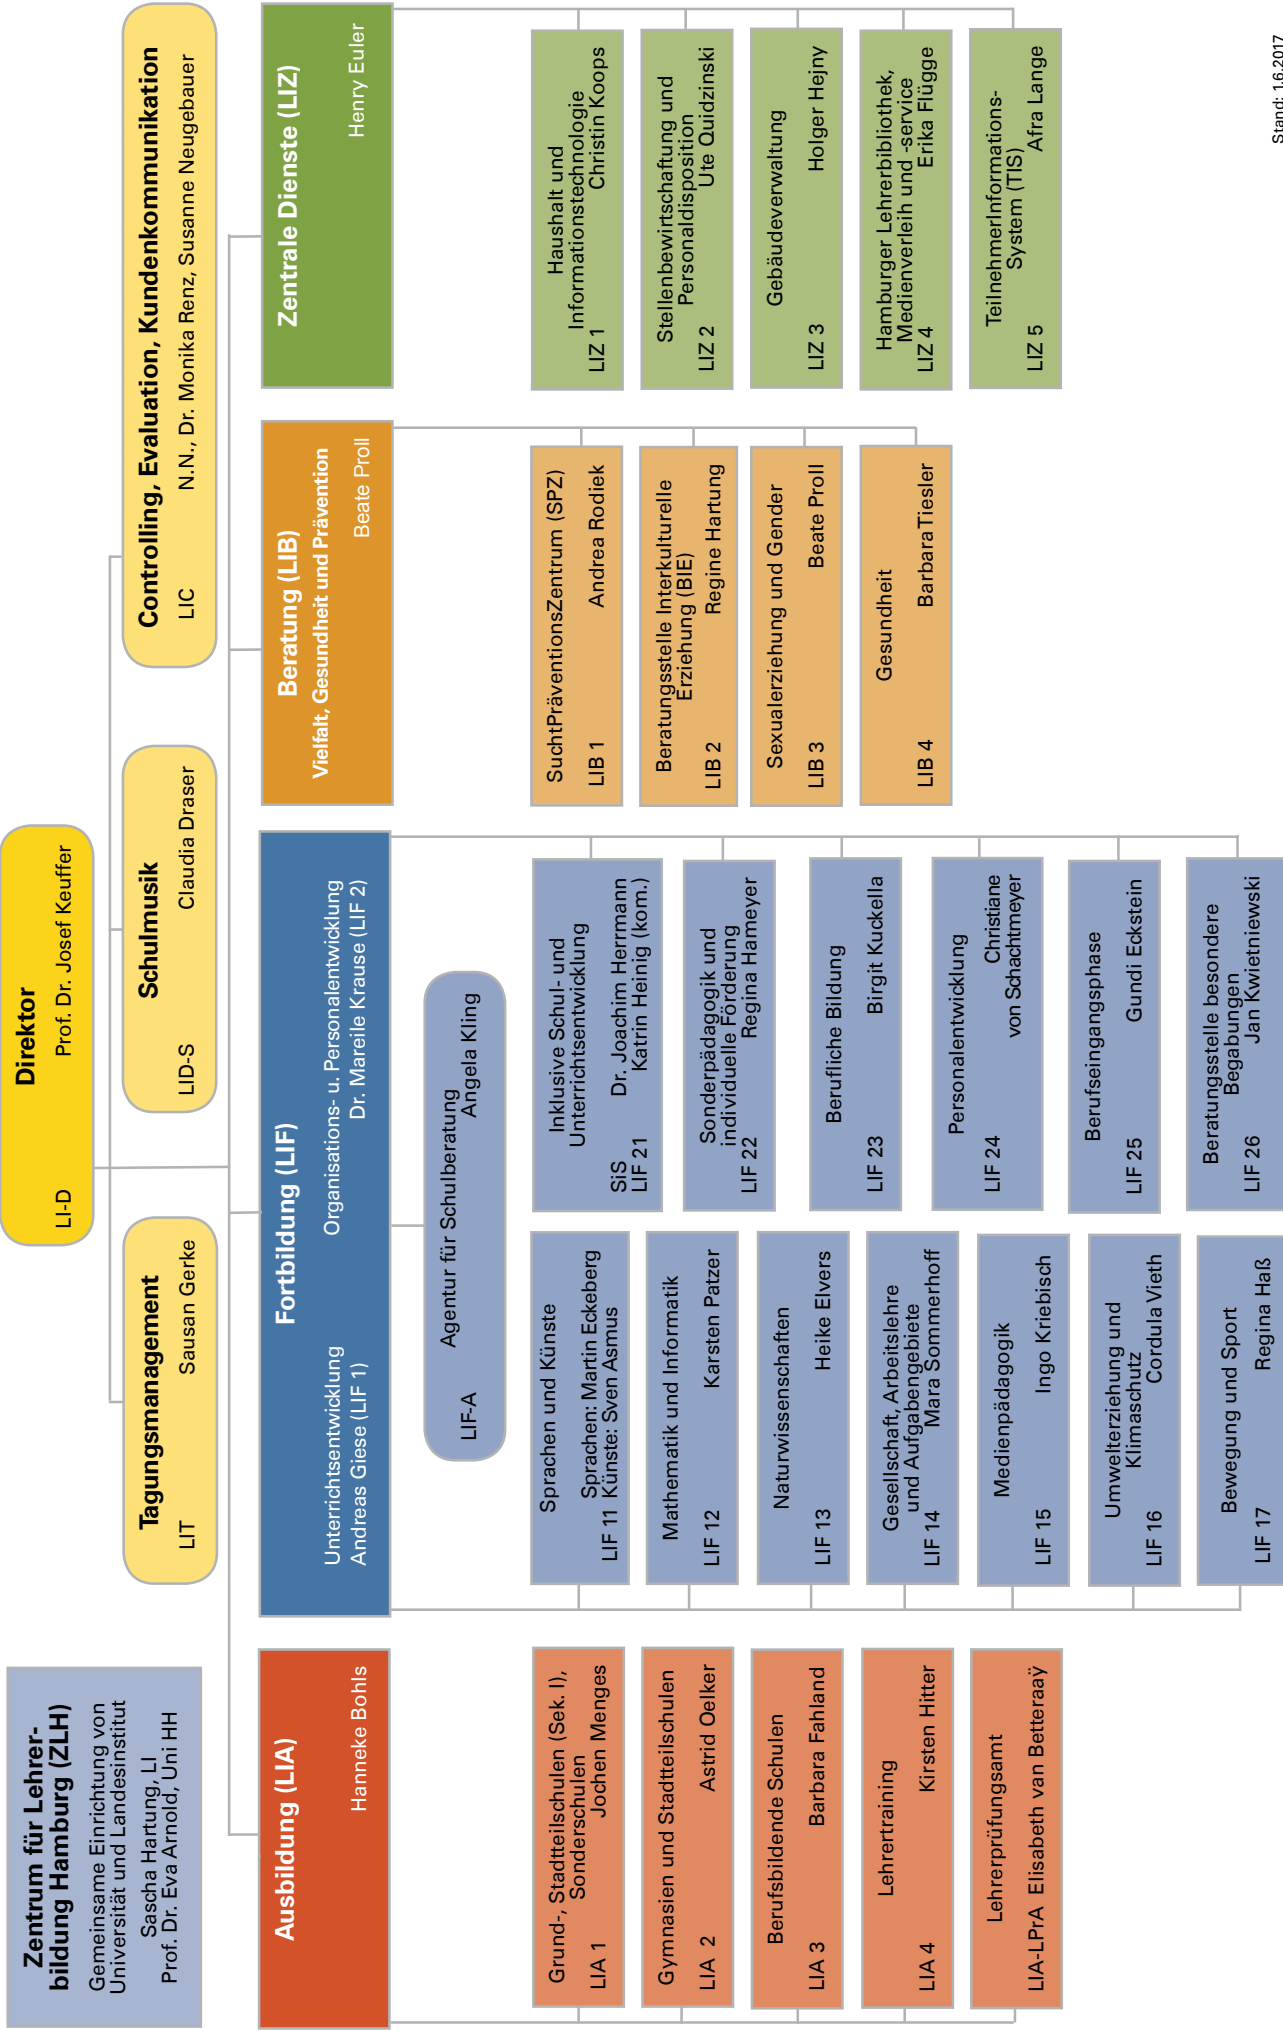 Zentrum für Lehrer-
bildung Hamburg (ZLH)
Gemeinsame Einrichtung von
Universität und Landesinstitut
Sascha Hartung, LI
Prof. Dr. Eva Arnold, Uni HH
Direktor
LI-D Prof. Dr. Josef Keuffer
Tagungsmanagement
LIT Sausan Gerke
Schulmusik
LID-S Claudia Draser
Controlling, Evaluation, Kundenkommunikation
LIC N.N., Dr. Monika Renz, Susanne Neugebauer
Ausbildung (LIA)
Hanneke Bohls
Grund-, Stadtteilschulen (Sek. I),
Sonderschulen
LIA 1 Jochen Menges
Gymnasien und Stadtteilschulen
LIA 2 Astrid Oelker
Berufsbildende Schulen
LIA 3 Barbara Fahland
Lehrertraining
LIA 4 Kirsten Hitter
Lehrerprüfungsamt
LIA-LPrA Elisabeth van Betteraaÿ
Fortbildung (LIF)
Unterrichtsentwicklung
Andreas Giese (LIF 1)
Organisations- u. Personalentwicklung
Dr. Mareile Krause (LIF 2)
Agentur für Schulberatung
LIF-A Angela Kling
Sprachen und Künste
Sprachen: Martin Eckeberg
LIF 11 Künste: Sven Asmus
Mathematik und Informatik
LIF 12 Karsten Patzer
Naturwissenschaften
LIF 13 Heike Elvers
Gesellschaft, Arbeitslehre
und Aufgabengebiete
LIF 14 Mara Sommerhoff
Medienpädagogik
LIF 15 Ingo Kriebisch
Umwelterziehung und
Klimaschutz
LIF 16 Cordula Vieth
Bewegung und Sport
LIF 17 Regina Haß
Inklusive Schul- und
Unterrichtsentwicklung
SiS Dr. Joachim Herrmann
LIF 21 Katrin Heinig (kom.)
Sonderpädagogik und
individuelle Förderung
LIF 22 Regina Hameyer
Berufliche Bildung
LIF 23 Birgit Kuckella
Personalentwicklung
LIF 24 Christiane
von Schachtmeyer
Berufseingangsphase
LIF 25 Gundi Eckstein
Beratungsstelle besondere
Begabungen
LIF 26 Jan Kwietniewski
Beratung (LIB)
Vielfalt, Gesundheit und Prävention
Beate Proll
SuchtPräventionsZentrum (SPZ)
LIB 1 Andrea Rodiek
Beratungsstelle Interkulturelle
Erziehung (BIE)
LIB 2 Regine Hartung
Sexualerziehung und Gender
LIB 3 Beate Proll
Gesundheit
LIB 4 Barbara Tiesler
Zentrale Dienste (LIZ)
Henry Euler
Haushalt und
Informationstechnologie
LIZ 1 Christin Koops
Stellenbewirtschaftung und
Personaldisposition
LIZ 2 Ute Quidzinski
Gebäudeverwaltung
LIZ 3 Holger Hejny
Hamburger Lehrerbibliothek,
Medienverleih und -service
LIZ 4 Erika Flügge
TeilnehmerInformations-
System (TIS)
LIZ 5 Afra Lange
Stand: 1.6.2017